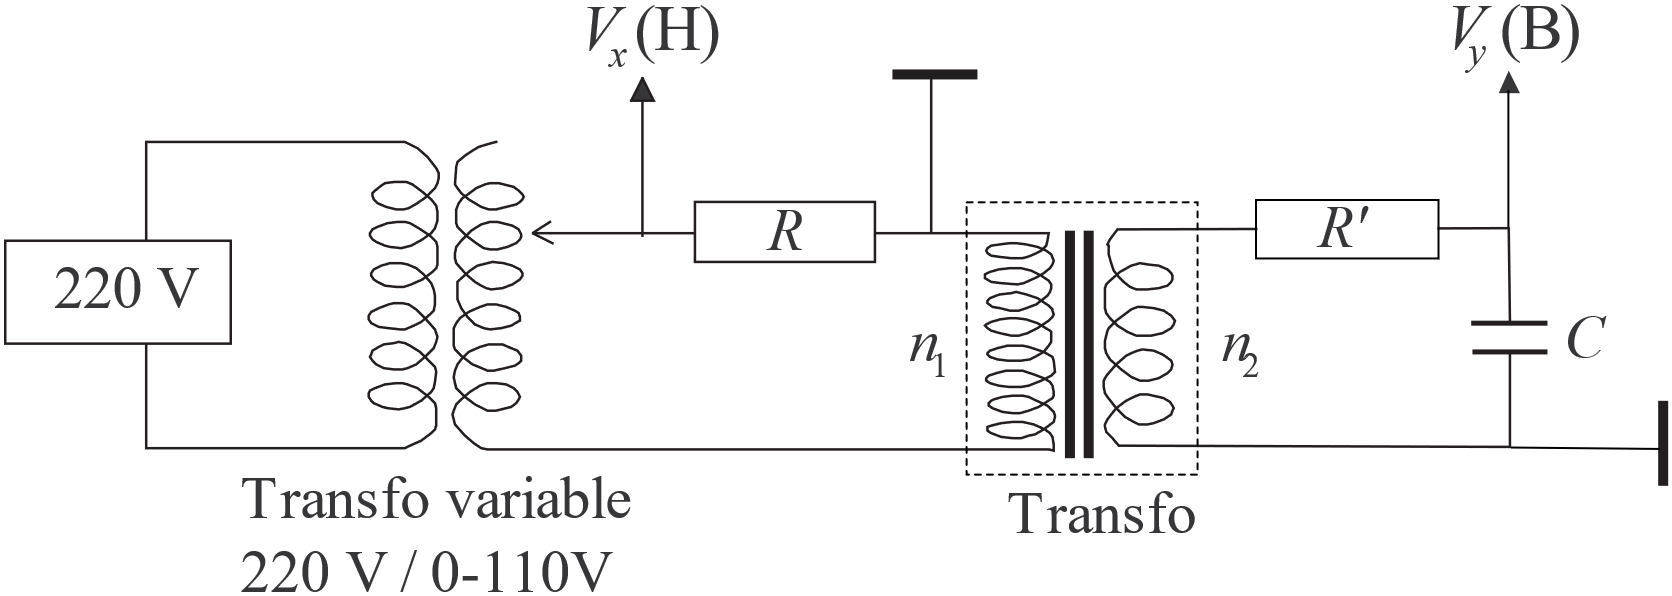 Vx (H)
Vy (B)
220 V
R
R'
n1
n2
C
Transfo variable
220 V / 0-110V
Transfo